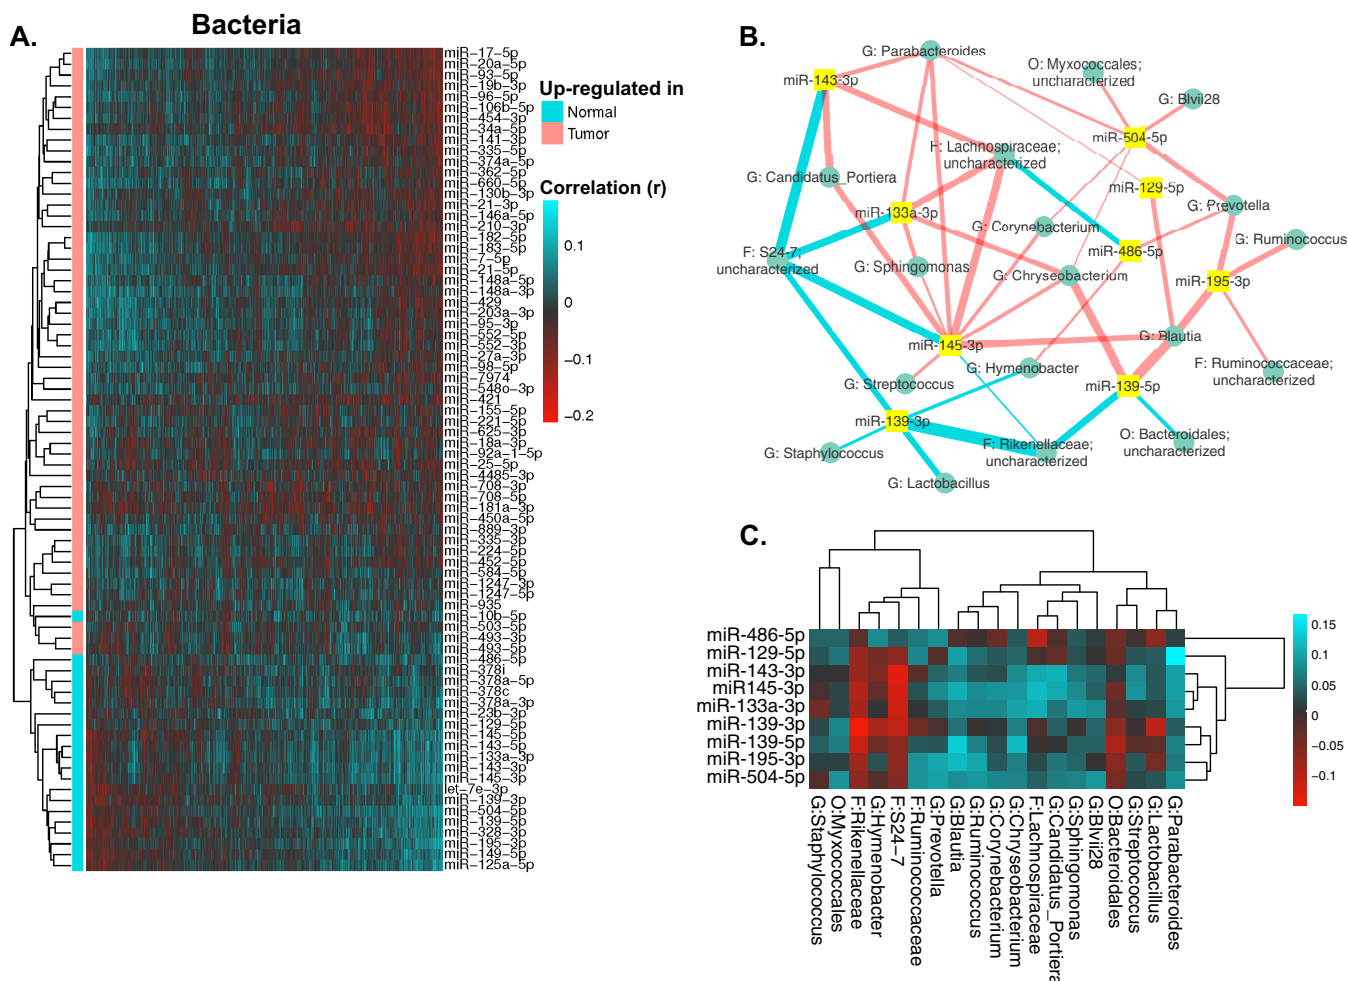 A.
Bacteria
miR−17−5p
miR−20a−5p
miR−93−5p
miR−19b−3p
miR−96−5p
miR−106b−5p
miR−454−3p
miR−34a−5p
miR−141−3p
miR−335−5p
miR−374a−5p
miR−362−5p
miR−660−5p
miR−130b−3p
miR−21−3p
miR−146a−5p
miR−210−3p
miR−182−5p
miR−183−5p
miR−7−5p
miR−21−5p
miR−148a−5p
miR−148a−3p
miR−429
miR−203a−3p
miR−95−3p
miR−552−5p
miR−552−3p
miR−27a−3p
miR−98−5p
miR−7974
miR−548o−3p
miR−421
miR−155−5p
miR−221−5p
miR−625−3p
miR−18a−3p
miR−92a−1−5p
miR−25−5p
miR−4485−3p
miR−708−3p
miR−708−5p
miR−181a−3p
miR−450a−5p
miR−889−3p
miR−335−3p
miR−224−5p
miR−452−5p
miR−584−5p
miR−1247−3p
miR−1247−5p
miR−935
miR−10b−5p
miR−503−5p
miR−493−3p
miR−493−5p
miR−486−5p
miR−378i
miR−378a−5p
miR−378c
miR−378a−3p
miR−23b−3p
miR−129−5p
miR−145−5p
miR−143−5p
miR−133a−3p
miR−143−3p
miR−145−3p
let−7e−3p
miR−139−3p
miR−504−5p
miR−139−5p
miR−328−3p
miR−195−3p
miR−149−5p
miR−125a−5p
Up-regulated in
Normal
Tumor
Correlation (r)
0.1
0
−0.1
−0.2
B.
G: Parabacteroides
O: Myxococcales;
uncharacterized
miR-143-3p
G: Blvii28
miR-504-5p
F: Lachnospiraceae;
uncharacterized
G: Candidatus_Portiera
miR-129-5p
G: Prevotella
miR-133a-3p
G: Corynebacterium
G: Ruminococcus
miR-486-5p
F: S24-7;
uncharacterized
G: Sphingomonas
G: Chryseobacterium
miR-195-3p
miR-145-3p
G: Blautia
G: Hymenobacter
F: Ruminococcaceae;
uncharacterized
G: Streptococcus
miR-139-5p
miR-139-3p
G: Staphylococcus
F: Rikenellaceae;
uncharacterized
O: Bacteroidales;
uncharacterized
G: Lactobacillus
C.
miR-486-5p
miR-129-5p
miR-143-3p
miR145-3p
miR-133a-3p
miR-139-3p
miR-139-5p
miR-195-3p
miR-504-5p
0.15
0.1
0.05
0
−0.05
−0.1
G:Staphylococcus
O:Myxococcales
F:Rikenellaceae
G:Hymenobacter
F:S24−7
F:Ruminococcaceae
G:Prevotella
G:Blautia
G:Ruminococcus
G:Corynebacterium
G:Chryseobacterium
F:Lachnospiraceae
G:Candidatus_Portiera
G:Sphingomonas
G:Blvii28
O:Bacteroidales
G:Streptococcus
G:Lactobacillus
G:Parabacteroides